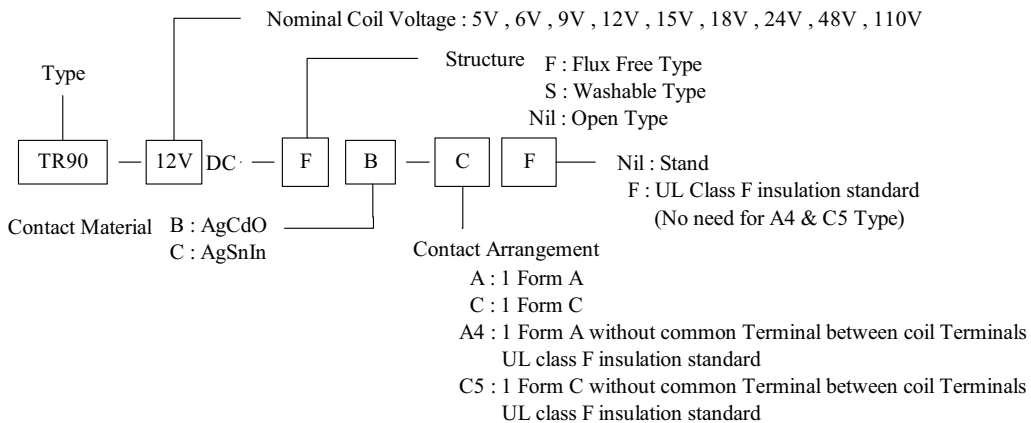 Nominal Coil Voltage : 5V , 6V , 9V , 12V , 15V , 18V , 24V , 48V , 110V
Structure F : Flux Free Type
S : Washable Type
Nil : Open Type
Type
TR90 — 12V DC — F B — C F
Nil : Stand
F : UL Class F insulation standard
(No need for A4 & C5 Type)
Contact Material B : AgCdO
C : AgSnIn
Contact Arrangement
A : 1 Form A
C : 1 Form C
A4 : 1 Form A without common Terminal between coil Terminals
UL class F insulation standard
C5 : 1 Form C without common Terminal between coil Terminals
UL class F insulation standard